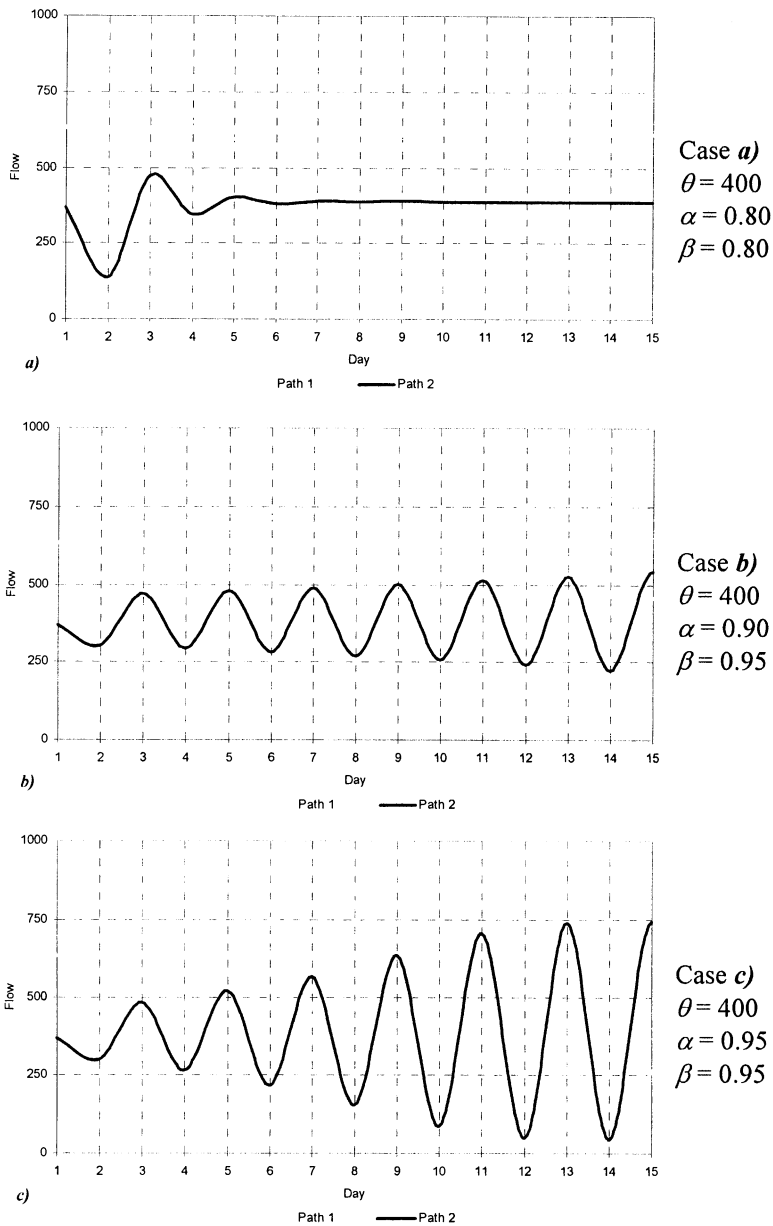 1000
750
500
250
0
Flow
1 2 3 4 5 6 7 8 9 10 11 12 13 14 15
Day
a)
Path 1 Path 2
Case a)
θ = 400
α = 0.80
β = 0.80
1000
750
500
250
0
Flow
1 2 3 4 5 6 7 8 9 10 11 12 13 14 15
Day
b)
Path 1 Path 2
Case b)
θ = 400
α = 0.90
β = 0.95
1000
750
500
250
0
Flow
1 2 3 4 5 6 7 8 9 10 11 12 13 14 15
Day
c)
Path 1 Path 2
Case c)
θ = 400
α = 0.95
β = 0.95